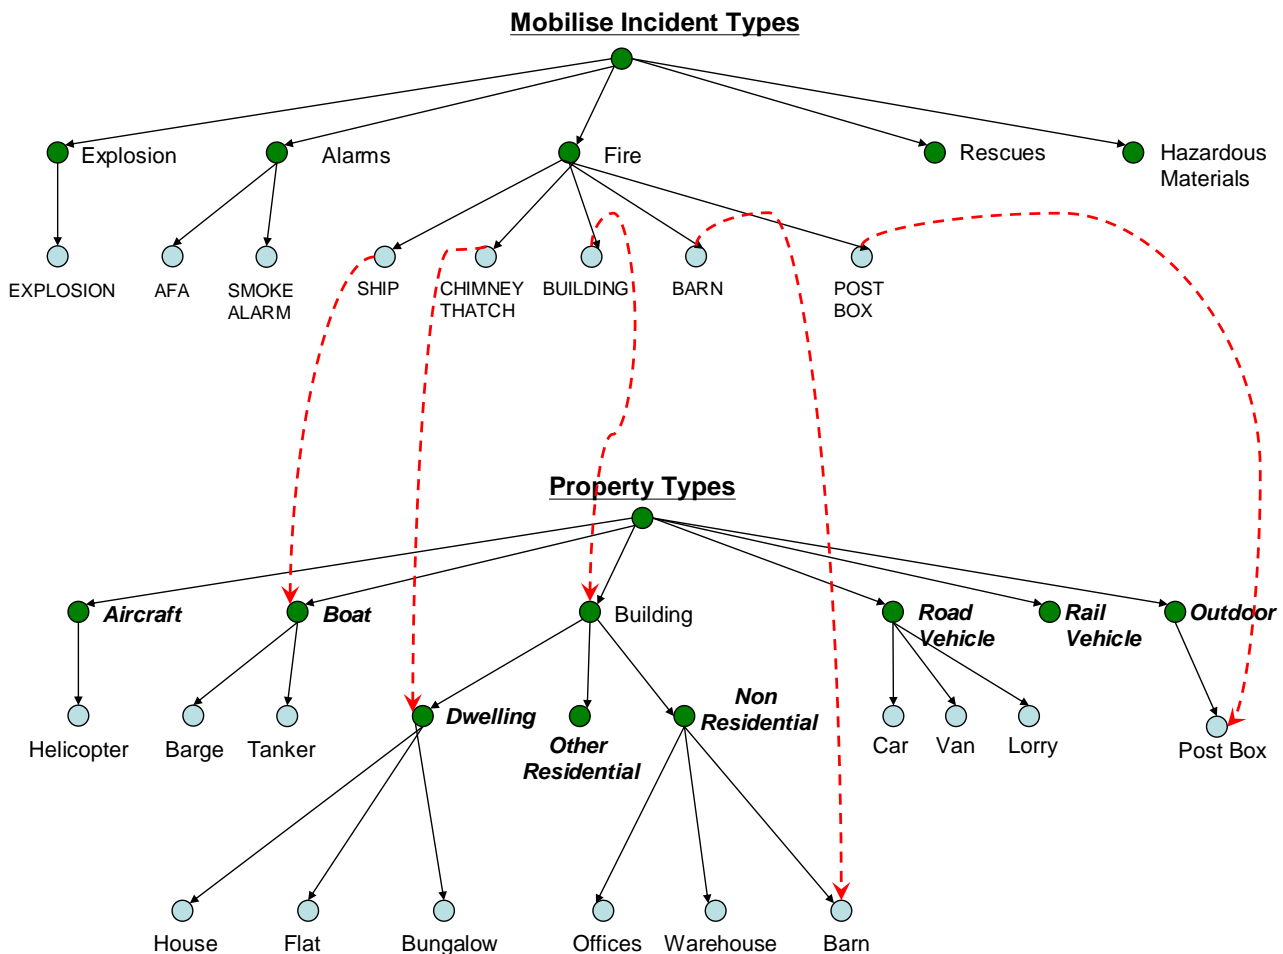 Mobilise Incident Types
Explosion
Alarms
Fire
Rescues
Hazardous
Materials
EXPLOSION
AFA
SMOKE
ALARM
SHIP
CHIMNEY
THATCH
BUILDING
BARN
POST
BOX
Property Types
Aircraft
Boat
Building
Road
Vehicle
Rail
Vehicle
Outdoor
Helicopter
Barge
Tanker
Dwelling
Other
Residential
Non
Residential
Car
Van
Lorry
Post Box
House
Flat
Bungalow
Offices
Warehouse
Barn